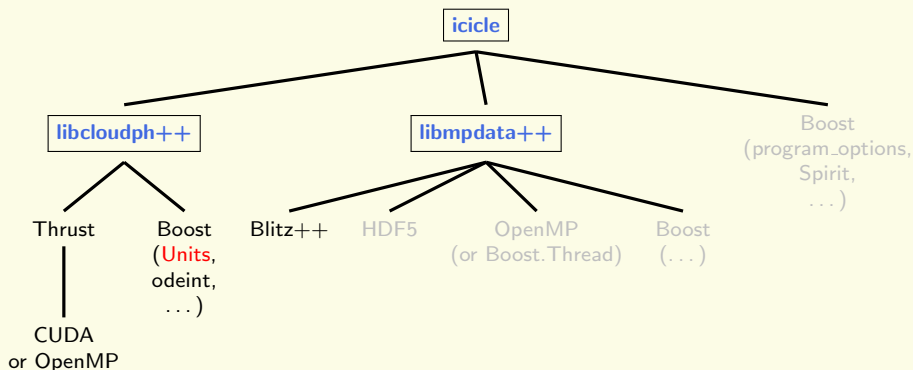 icicle
libcloudph++
libmpdata++
Boost
(program_options,
Spirit,
...)
Thrust
Boost
(Units,
odeint,
...)
Blitz++
HDF5
OpenMP
(or Boost.Thread)
Boost
(...)
CUDA
or OpenMP